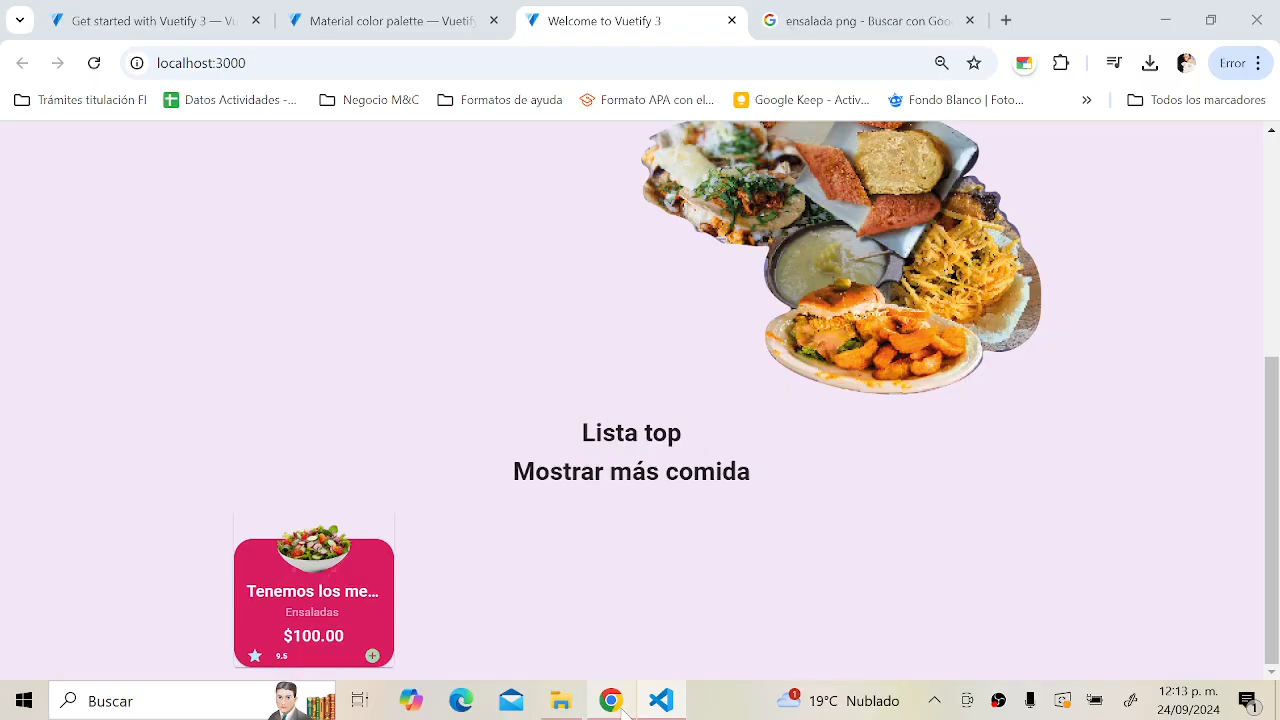 Get started with Vuetify 3 — Vu
Material color palette — Vuetify
Welcome to Vuetify 3
ensalada png - Buscar con Goo
localhost:3000
Error
Trámites titulación FI
Datos Actividades -...
Negocio M&C
Formatos de ayuda
Formato APA con el...
Google Keep - Activ...
Fondo Blanco | Foto...
»
Todos los marcadores
Lista top
Mostrar más comida
Tenemos los me...
Ensaladas
$100.00
9.5
Buscar
1
19°C Nublado
12:13 p. m.
24/09/2024
1